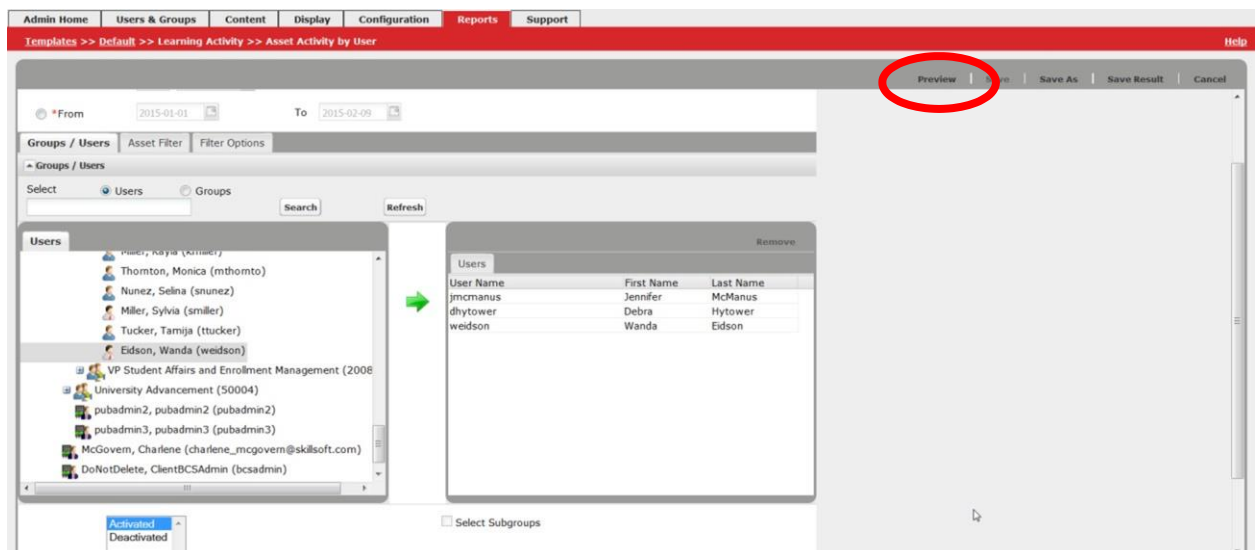 Admin Home Users & Groups Content Display Configuration Reports Support
Templates >> Default >> Learning Activity >> Asset Activity by User Help
Preview | Save | Save As | Save Result | Cancel
*From 2015-01-01 To 2015-02-09
Groups / Users Asset Filter Filter Options
Groups / Users
Select Users Groups
Search Refresh
Users Remove
Miller, Kayla (kmiller)
Users
Thornton, Monica (mthornto)
User Name First Name Last Name
Nunez, Selina (snunez)
jmcmanus Jennifer McManus
Miller, Sylvia (smiller)
dhytower Debra Hytower
Tucker, Tamija (ttucker)
weidson Wanda Eidson
Eidson, Wanda (weidson)
VP Student Affairs and Enrollment Management (2008
University Advancement (50004)
pubadmin2, pubadmin2 (pubadmin2)
pubadmin3, pubadmin3 (pubadmin3)
McGovern, Charlene (charlene_mcgovern@skillsoft.com)
DoNotDelete, ClientBCSAdmin (bcsadmin)
Activated Select Subgroups
Deactivated